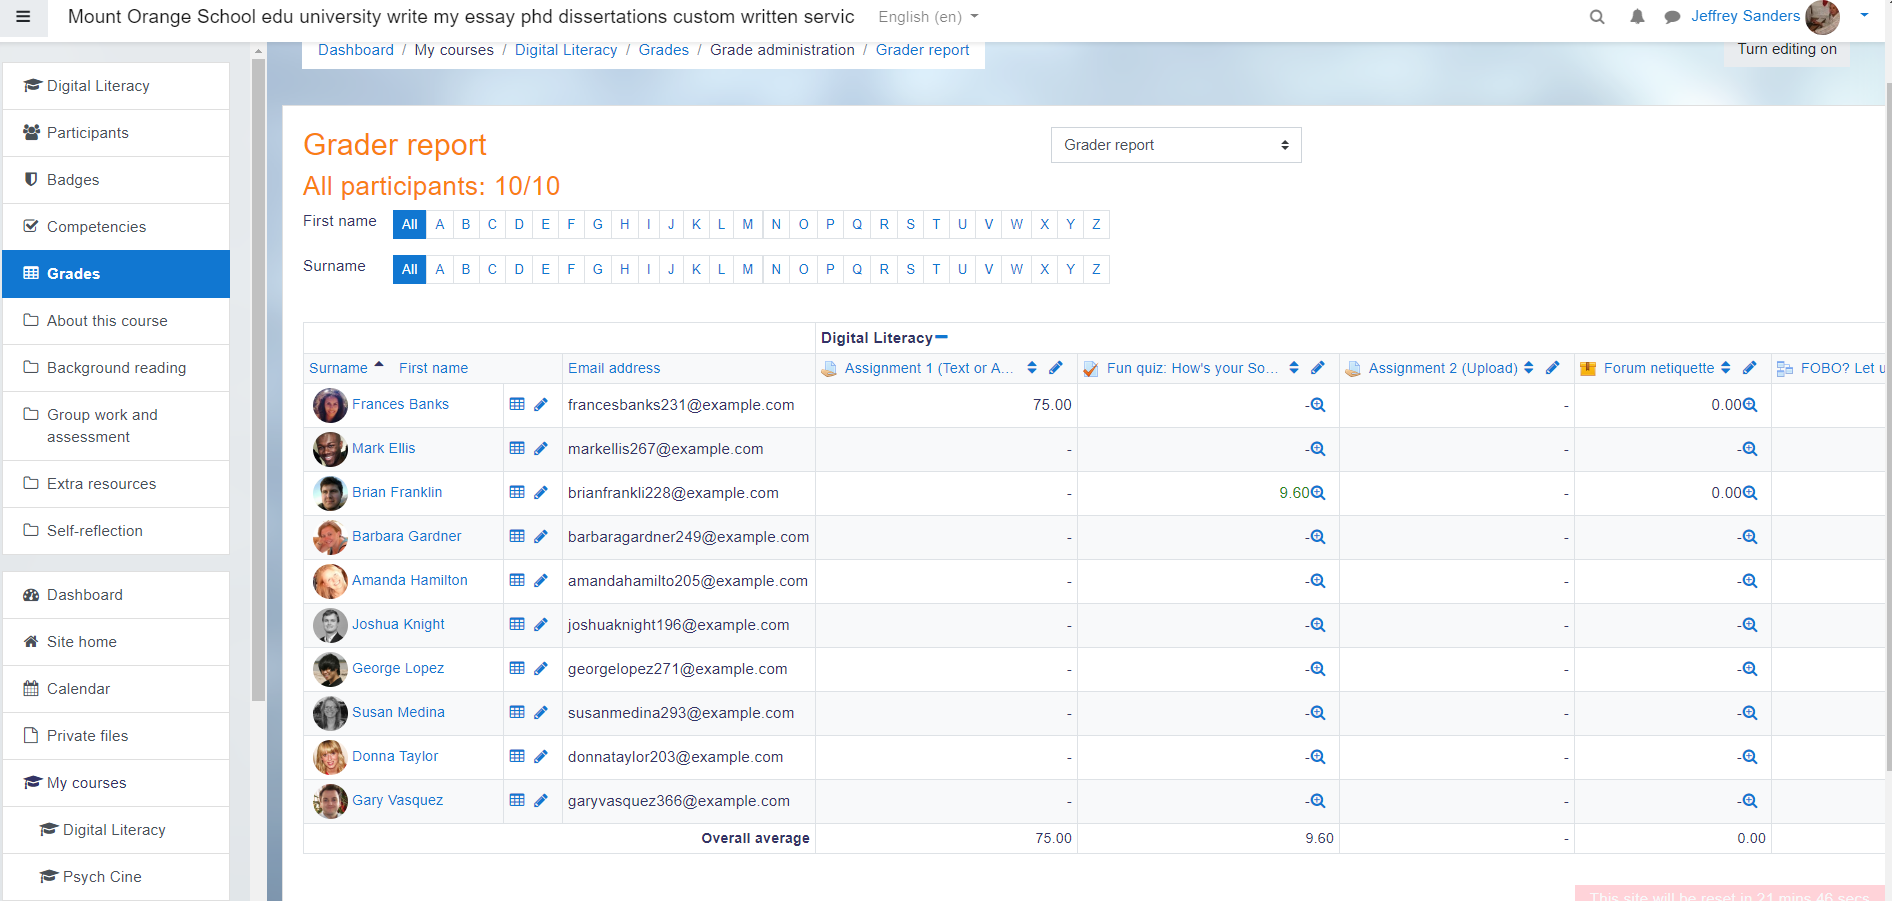 Mount Orange School edu university write my essay phd dissertations custom written servic English (en) Jeffrey Sanders
Dashboard / My courses / Digital Literacy / Grades / Grade administration / Grader report
Turn editing on
Digital Literacy
Participants
Badges
Competencies
Grades
About this course
Background reading
Group work and
assessment
Extra resources
Self-reflection
Dashboard
Site home
Calendar
Private files
My courses
Digital Literacy
Psych Cine
Grader report
Grader report
All participants: 10/10
First name All A B C D E F G H I J K L M N O P Q R S T U V W X Y Z
Surname All A B C D E F G H I J K L M N O P Q R S T U V W X Y Z
Digital Literacy
Surname First name Email address Assignment 1 (Text or A... Fun quiz: How's your So... Assignment 2 (Upload) Forum netiquette FOBO? Let u
Frances Banks francesbanks231@example.com 75.00 - - 0.00
Mark Ellis markellis267@example.com - - - -
Brian Franklin brianfrankli228@example.com - 9.60 - 0.00
Barbara Gardner barbaragardner249@example.com - - - -
Amanda Hamilton amandahamilto205@example.com - - - -
Joshua Knight joshuaknight196@example.com - - - -
George Lopez georgelopez271@example.com - - - -
Susan Medina susanmedina293@example.com - - - -
Donna Taylor donnataylor203@example.com - - - -
Gary Vasquez garyvasquez366@example.com - - - -
Overall average 75.00 9.60 - 0.00
This site will be reset in 21 mins 46 secs